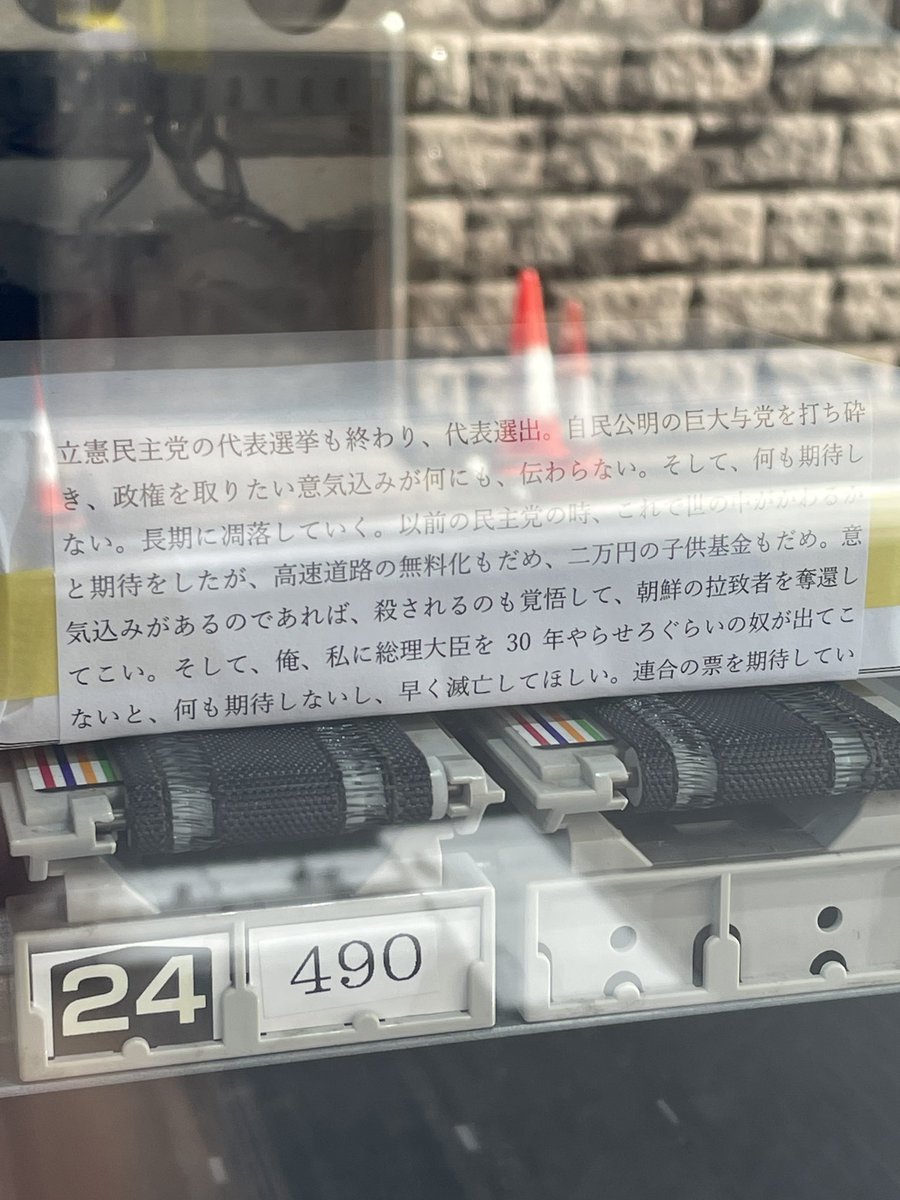 立憲民主党の代表選挙も終わり、代表選出。自民公明の巨大与党を打ち砕
き、政権を取りたい意気込みが何にも、伝わらない。そして、何も期待し
ない。長期に凋落していく。以前の民主党の時、これで世の中がかわるか
と期待をしたが、高速道路の無料化もだめ、二万円の子供基金もだめ。意
気込みがあるのであれば、殺されるのも覚悟して、朝鮮の拉致者を奪還し
てこい。そして、俺、私に総理大臣を 30 年やらせろぐらいの奴が出てこ
ないと、何も期待しないし、早く滅亡してほしい。連合の票を期待してい
24
490